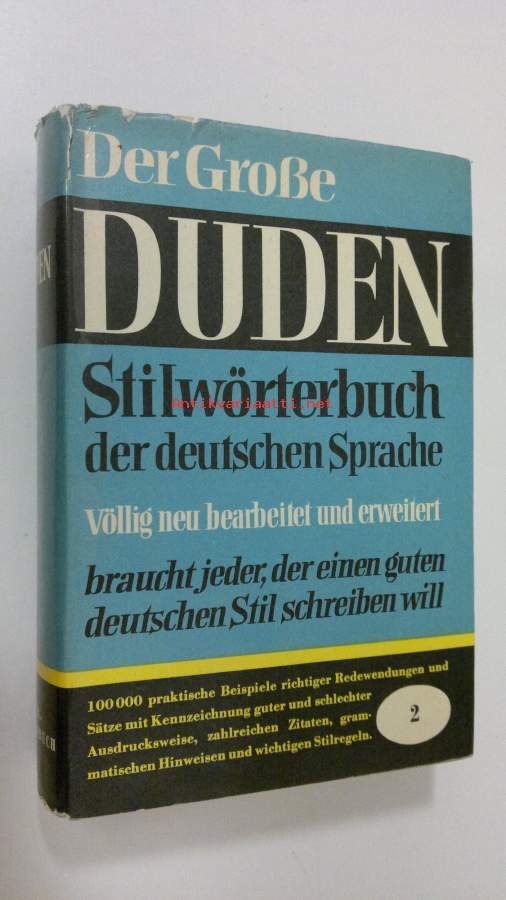 Der Große
DUDEN
Stilwörterbuch
antikvariaatti.net
der deutschen Sprache
Völlig neu bearbeitet und erweitert
braucht jeder, der einen guten
deutschen Stil schreiben will
100 000 praktische Beispiele richtiger Redewendungen und
Sätze mit Kennzeichnung guter und schlechter
Ausdrucksweise, zahlreichen Zitaten, gram-
matischen Hinweisen und wichtigen Stilregeln.
2